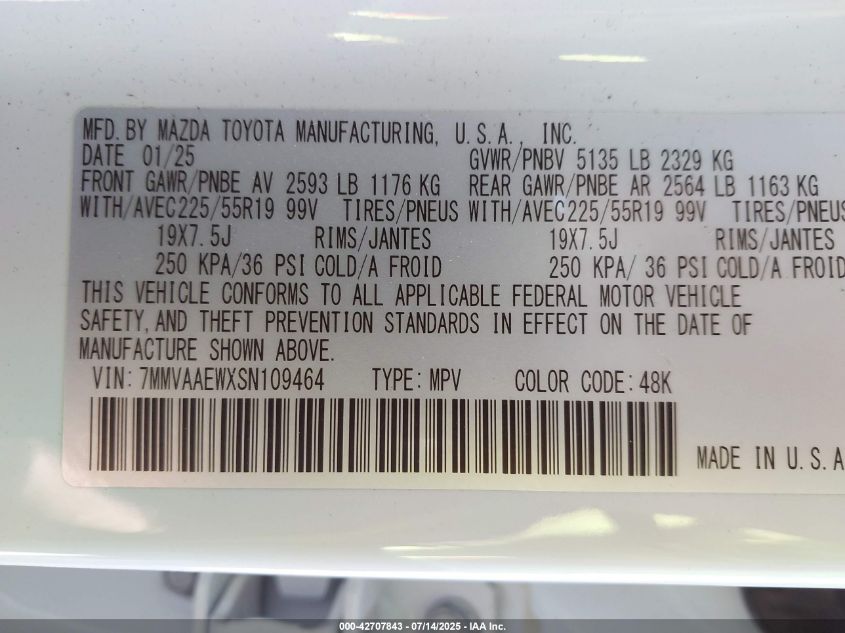 MFD. BY MAZDA TOYOTA MANUFACTURING, U.S.A., INC.
DATE 01/25 GVWR/PNBV 5135 LB 2329 KG
FRONT GAWR/PNBE AV 2593 LB 1176 KG REAR GAWR/PNBE AR 2564 LB 1163 KG
WITH/AVEC225/55R19 99V TIRES/PNEUS WITH/AVEC225/55R19 99V TIRES/PNEUS
19X7.5J RIMS/JANTES 19X7.5J RIMS/JANTES
250 KPA/36 PSI COLD/A FROID 250 KPA/ 36 PSI COLD/A FROID
THIS VEHICLE CONFORMS TO ALL APPLICABLE FEDERAL MOTOR VEHICLE
SAFETY, AND THEFT PREVENTION STANDARDS IN EFFECT ON THE DATE OF
MANUFACTURE SHOWN ABOVE.
VIN: 7MMVAAEWXSN109464 TYPE: MPV COLOR CODE: 48K
MADE IN U.S.A
000-42707843 / 07/14/2025 - IAA Inc.